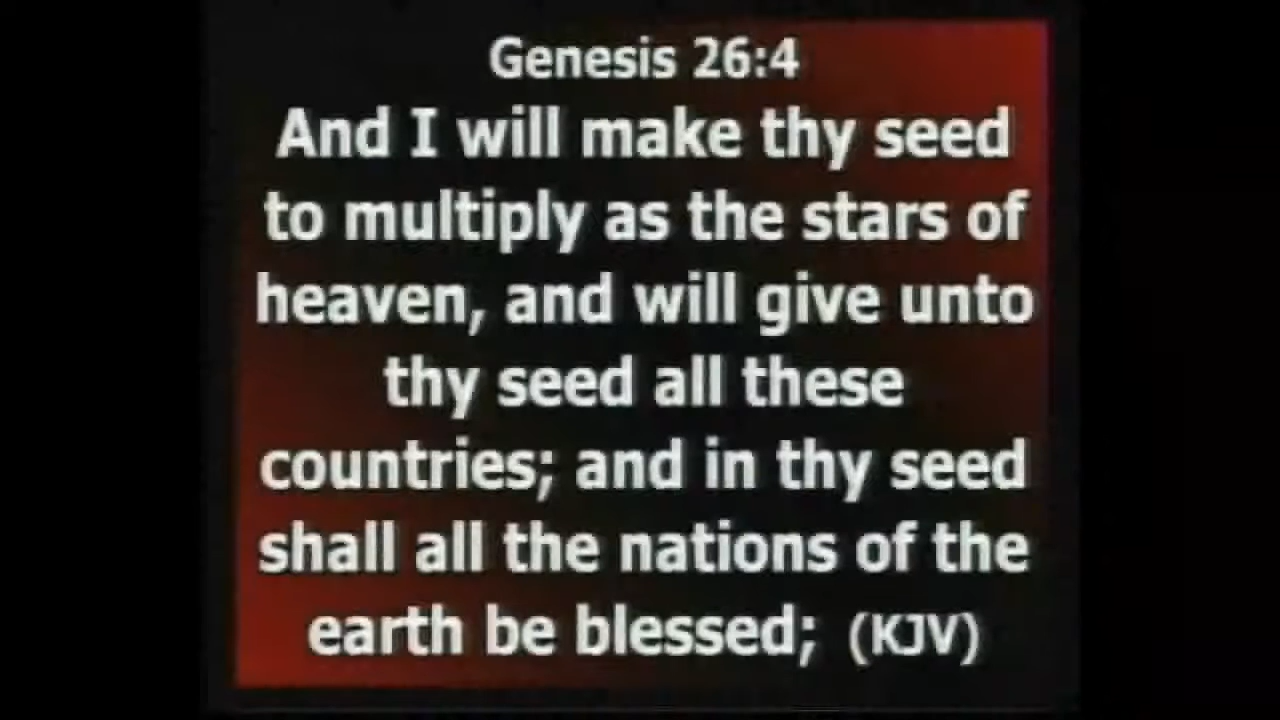 Genesis 26:4
And I will make thy seed
to multiply as the stars of
heaven, and will give unto
thy seed all these
countries; and in thy seed
shall all the nations of the
earth be blessed; (KJV)